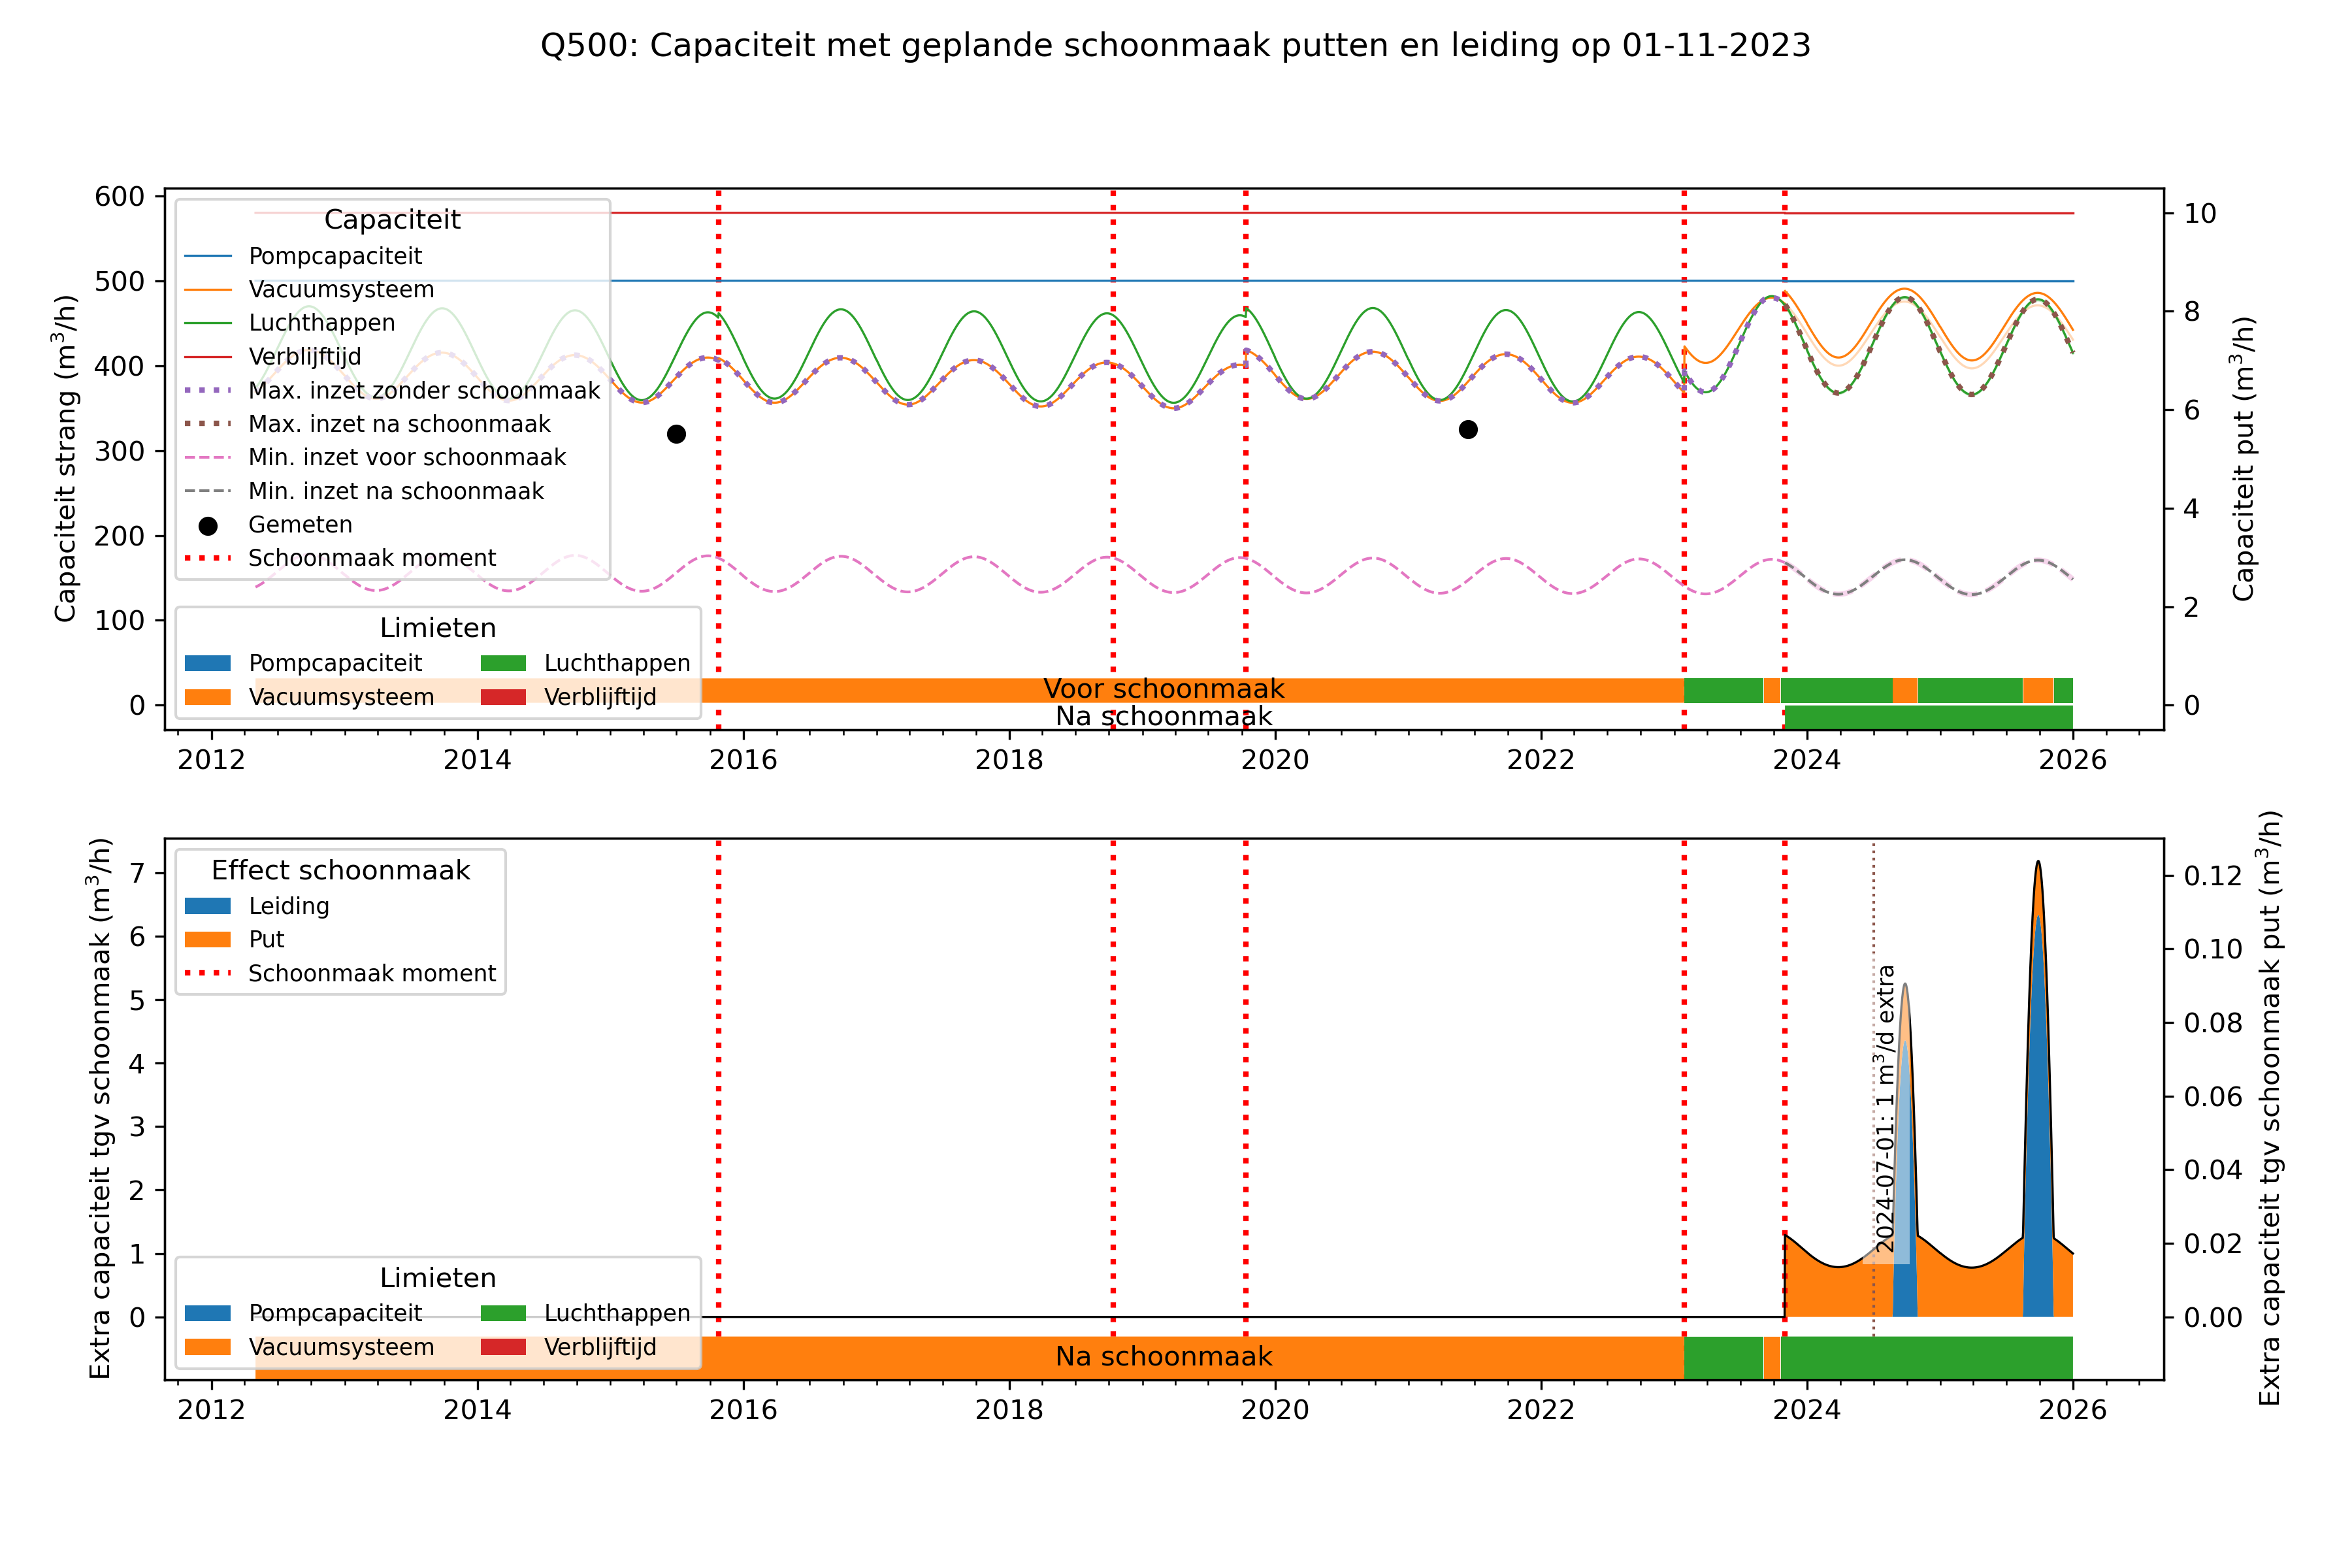 Q500: Capaciteit met geplande schoonmaak putten en leiding op 01-11-2023
Capaciteit strang (m³/h)
600
500
400
300
200
100
0
Capaciteit
Pompcapaciteit
Vacuumsysteem
Luchthappen
Verblijftijd
Max. inzet zonder schoonmaak
Max. inzet na schoonmaak
Min. inzet voor schoonmaak
Min. inzet na schoonmaak
Gemeten
Schoonmaak moment
Limieten
Pompcapaciteit Luchthappen
Vacuumsysteem Verblijftijd
Voor schoonmaak
Na schoonmaak
10
8
6
4
2
0
Capaciteit put (m³/h)
2012 2014 2016 2018 2020 2022 2024 2026
Extra capaciteit tgv schoonmaak (m³/h)
7
6
5
4
3
2
1
0
Effect schoonmaak
Leiding
Put
Schoonmaak moment
Limieten
Pompcapaciteit Luchthappen
Vacuumsysteem Verblijftijd
Na schoonmaak
2024-07-01: 1 m³/d extra
0.12
0.10
0.08
0.06
0.04
0.02
0.00
Extra capaciteit tgv schoonmaak put (m³/h)
2012 2014 2016 2018 2020 2022 2024 2026